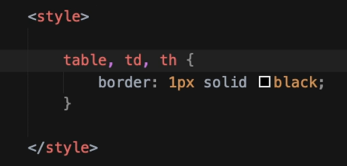 <style>
table, td, th {
border: 1px solid black;
}
</style>